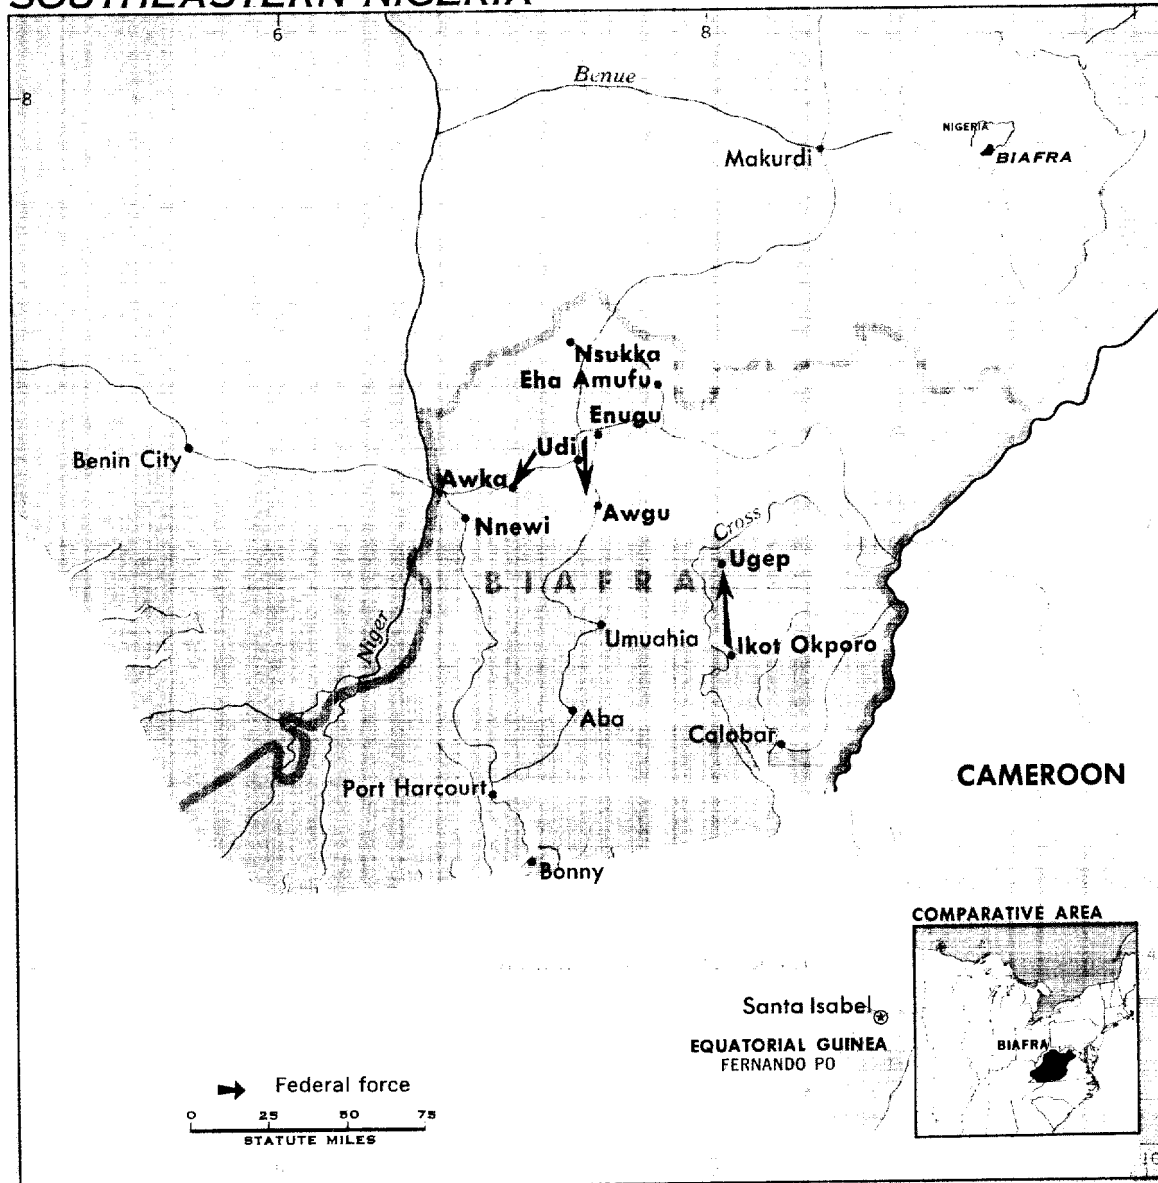 SOUTHEASTERN NIGERIA
6
8
8
Benue
Makurdi
NIGERIA
BIAFRA
Nsukka
Eha Amufu
Enugu
Udi
Benin City
Awka
Awgu
Nnewi
Cross
Ugep
BIAFRA
Niger
Umuahia
Ikot Okporo
Aba
Calabar
CAMEROON
Port Harcourt
Bonny
COMPARATIVE AREA
4
Santa Isabel
EQUATORIAL GUINEA
FERNANDO PO
BIAFRA
Federal force
0 25 50 75
STATUTE MILES
10